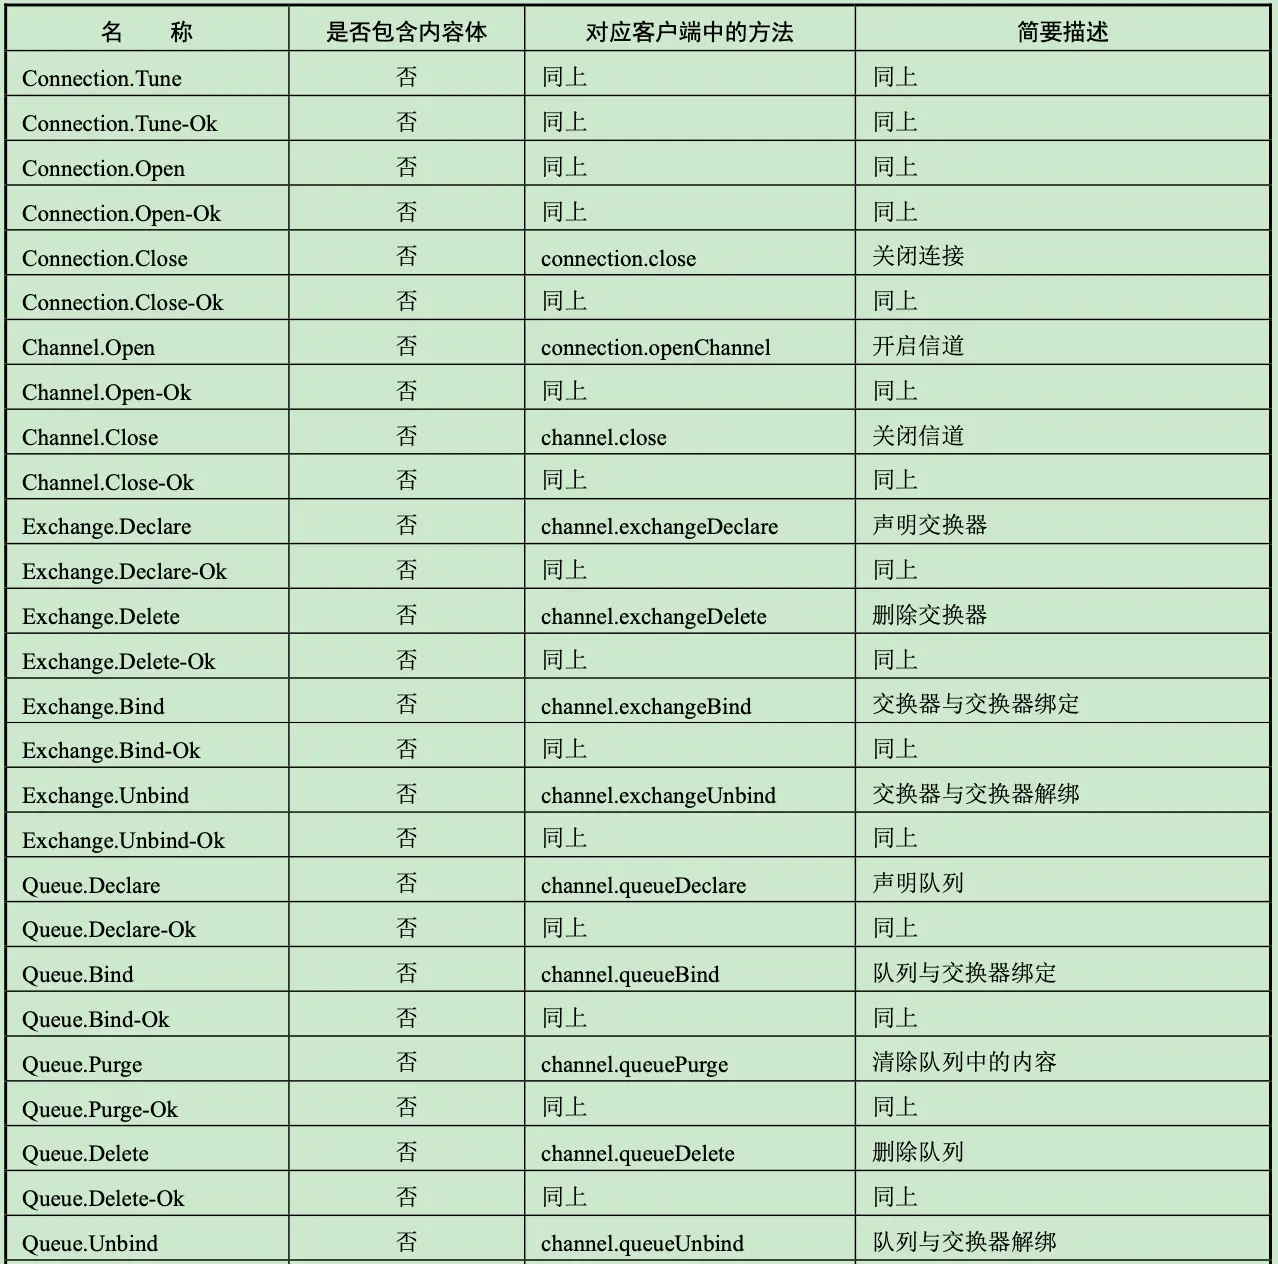 名 称 是否包含内容体 对应客户端中的方法 简要描述
Connection.Tune 否 同上 同上
Connection.Tune-Ok 否 同上 同上
Connection.Open 否 同上 同上
Connection.Open-Ok 否 同上 同上
Connection.Close 否 connection.close 关闭连接
Connection.Close-Ok 否 同上 同上
Channel.Open 否 connection.openChannel 开启信道
Channel.Open-Ok 否 同上 同上
Channel.Close 否 channel.close 关闭信道
Channel.Close-Ok 否 同上 同上
Exchange.Declare 否 channel.exchangeDeclare 声明交换器
Exchange.Declare-Ok 否 同上 同上
Exchange.Delete 否 channel.exchangeDelete 删除交换器
Exchange.Delete-Ok 否 同上 同上
Exchange.Bind 否 channel.exchangeBind 交换器与交换器绑定
Exchange.Bind-Ok 否 同上 同上
Exchange.Unbind 否 channel.exchangeUnbind 交换器与交换器解绑
Exchange.Unbind-Ok 否 同上 同上
Queue.Declare 否 channel.queueDeclare 声明队列
Queue.Declare-Ok 否 同上 同上
Queue.Bind 否 channel.queueBind 队列与交换器绑定
Queue.Bind-Ok 否 同上 同上
Queue.Purge 否 channel.queuePurge 清除队列中的内容
Queue.Purge-Ok 否 同上 同上
Queue.Delete 否 channel.queueDelete 删除队列
Queue.Delete-Ok 否 同上 同上
Queue.Unbind 否 channel.queueUnbind 队列与交换器解绑